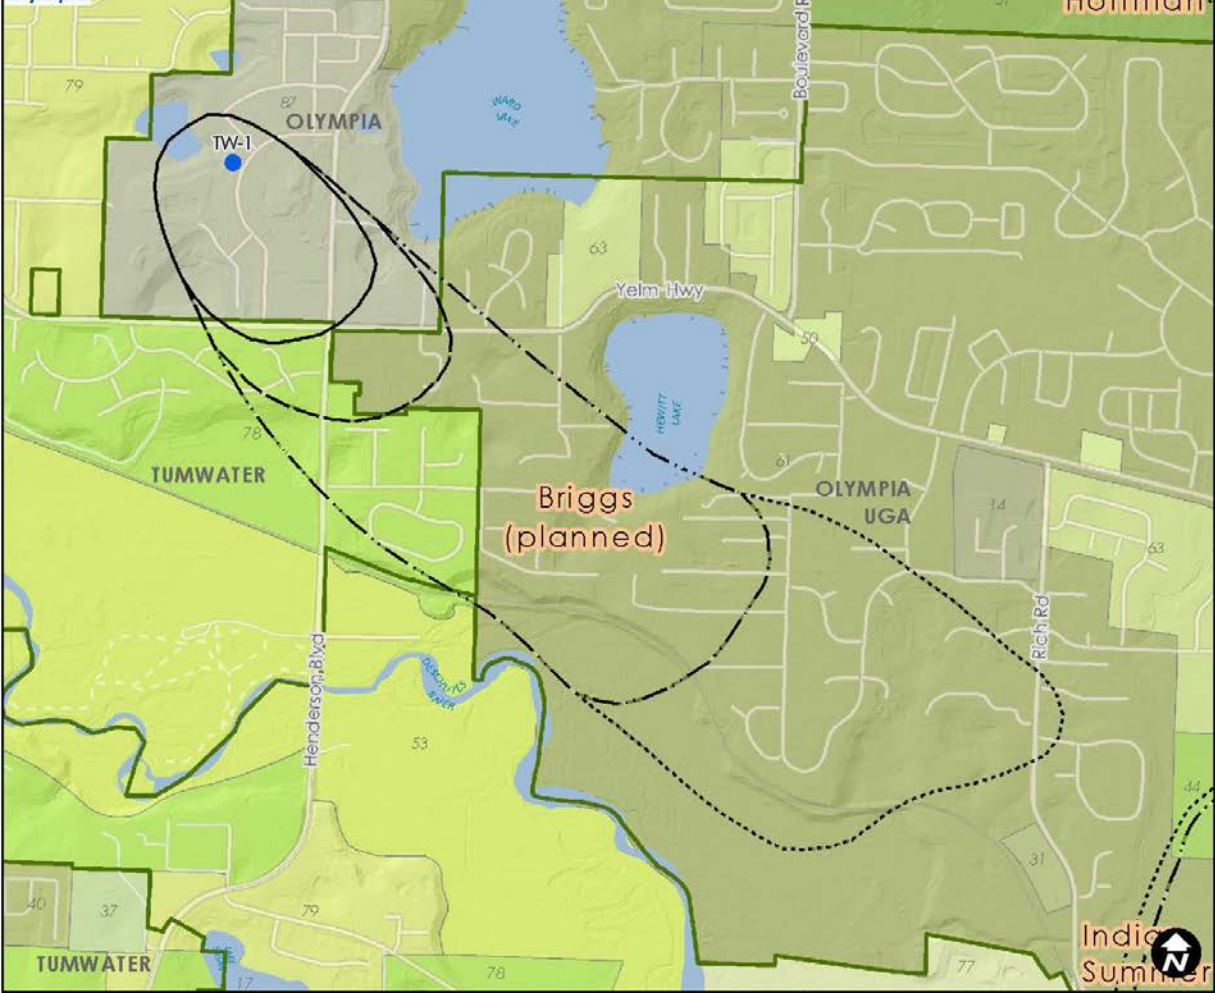 Hoffman
Boulevard R
79
WARD
LAKE
87
OLYMPIA
TW-1
63
Yelm Hwy
50
HEWITT
LAKE
78
61
TUMWATER
Briggs
(planned)
OLYMPIA
UGA
14
63
Rich Rd
Henderson Blvd
DESCHUTES
RIVER
53
44
31
40
37
79
Indian
Summer
N
TUMWATER
78
77
17